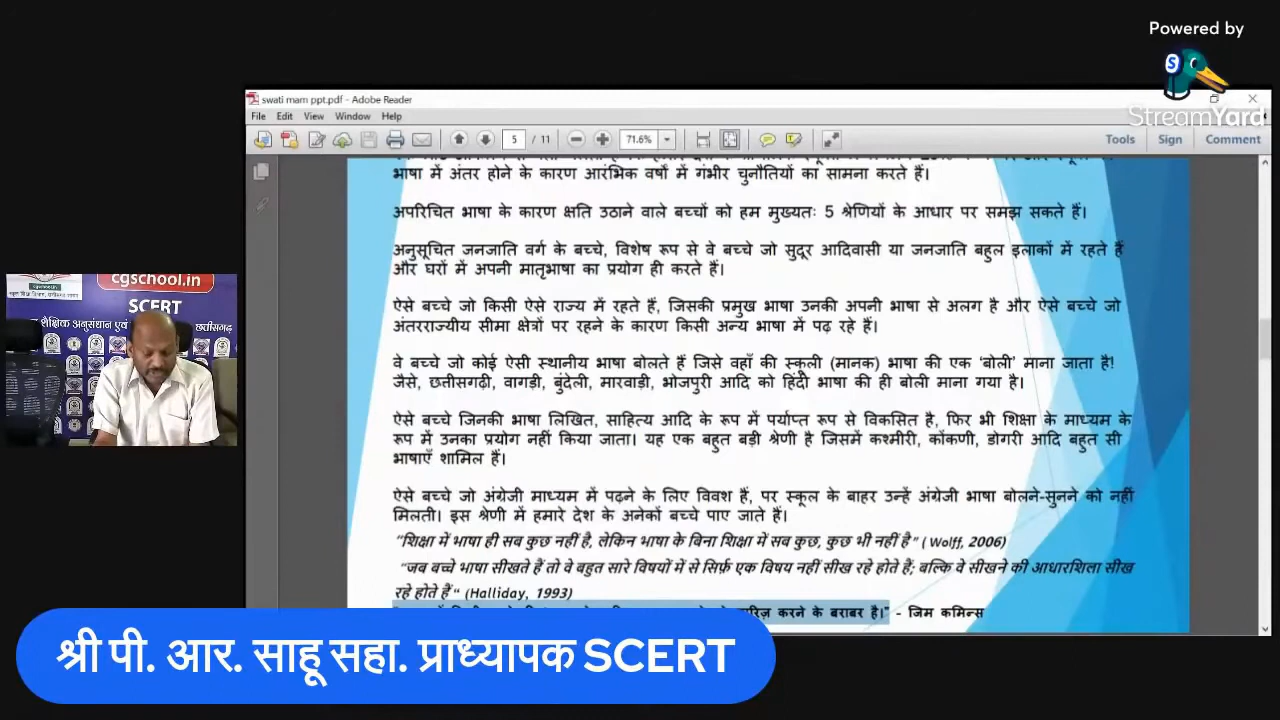 Powered by
StreamYard
swati mam ppt.pdf - Adobe Reader
File Edit View Window Help
5 / 11 71.6% Tools Sign Comment
भाषा में अंतर होने के कारण आरंभिक वर्षों में गंभीर चुनौतियों का सामना करते हैं।
अपरिचित भाषा के कारण क्षति उठाने वाले बच्चों को हम मुख्यतः 5 श्रेणियों के आधार पर समझ सकते हैं।
अनुसूचित जनजाति वर्ग के बच्चे, विशेष रूप से वे बच्चे जो सुदूर आदिवासी या जनजाति बहुल इलाकों में रहते हैं
और घरों में अपनी मातृभाषा का प्रयोग ही करते हैं।
ऐसे बच्चे जो किसी ऐसे राज्य में रहते हैं, जिसकी प्रमुख भाषा उनकी अपनी भाषा से अलग है और ऐसे बच्चे जो
अंतरराज्यीय सीमा क्षेत्रों पर रहने के कारण किसी अन्य भाषा में पढ़ रहे हैं।
वे बच्चे जो कोई ऐसी स्थानीय भाषा बोलते हैं जिसे वहाँ की स्कूली (मानक) भाषा की एक ‘बोली’ माना जाता है!
जैसे, छत्तीसगढ़ी, वागड़ी, बुंदेली, मारवाड़ी, भोजपुरी आदि को हिंदी भाषा की ही बोली माना गया है।
ऐसे बच्चे जिनकी भाषा लिखित, साहित्य आदि के रूप में पर्याप्त रूप से विकसित है, फिर भी शिक्षा के माध्यम के
रूप में उनका प्रयोग नहीं किया जाता। यह एक बहुत बड़ी श्रेणी है जिसमें कश्मीरी, कोंकणी, डोगरी आदि बहुत सी
भाषाएँ शामिल हैं।
ऐसे बच्चे जो अंग्रेजी माध्यम में पढ़ने के लिए विवश हैं, पर स्कूल के बाहर उन्हें अंग्रेजी भाषा बोलने-सुनने को नहीं
मिलती। इस श्रेणी में हमारे देश के अनेकों बच्चे पाए जाते हैं।
“शिक्षा में भाषा ही सब कुछ नहीं है, लेकिन भाषा के बिना शिक्षा में सब कुछ, कुछ भी नहीं है” ( Wolff, 2006)
“जब बच्चे भाषा सीखते हैं तो वे बहुत सारे विषयों में से सिर्फ़ एक विषय नहीं सीख रहे होते हैं; बल्कि वे सीखने की आधारशिला सीख
रहे होते हैं “ (Halliday, 1993)
करने के बराबर है।” - जिम कमिन्स
cgschool.in
SCERT
शैक्षिक अनुसंधान एवं
छत्तीसगढ़
श्री पी. आर. साहू सहा. प्राध्यापक SCERT